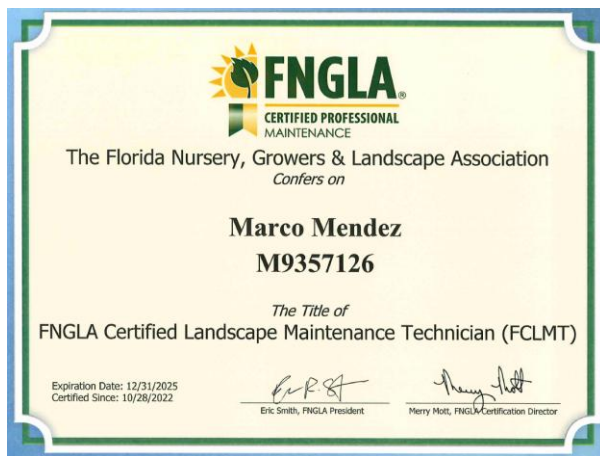 FNGLA®
CERTIFIED PROFESSIONAL
MAINTENANCE
The Florida Nursery, Growers & Landscape Association
Confers on
Marco Mendez
M9357126
The Title of
FNGLA Certified Landscape Maintenance Technician (FCLMT)
Expiration Date: 12/31/2025
Certified Since: 10/28/2022
Eric Smith, FNGLA President
Merry Mott, FNGLA Certification Director